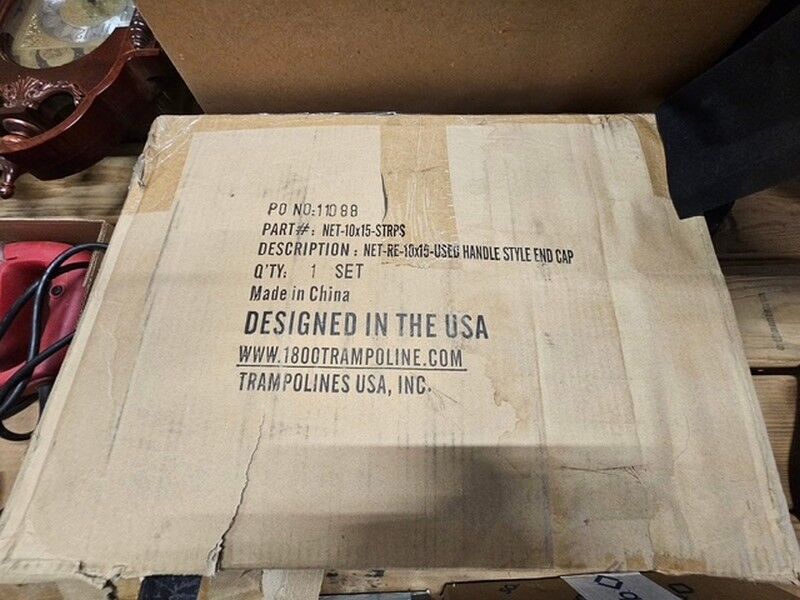 PO NO:11088
PART#: NET-10x15-STRPS
DESCRIPTION : NET-RE-10x15-USED HANDLE STYLE END CAP
Q'TY: 1 SET
Made in China
DESIGNED IN THE USA
WWW.1800TRAMPOLINE.COM
TRAMPOLINES USA, INC.